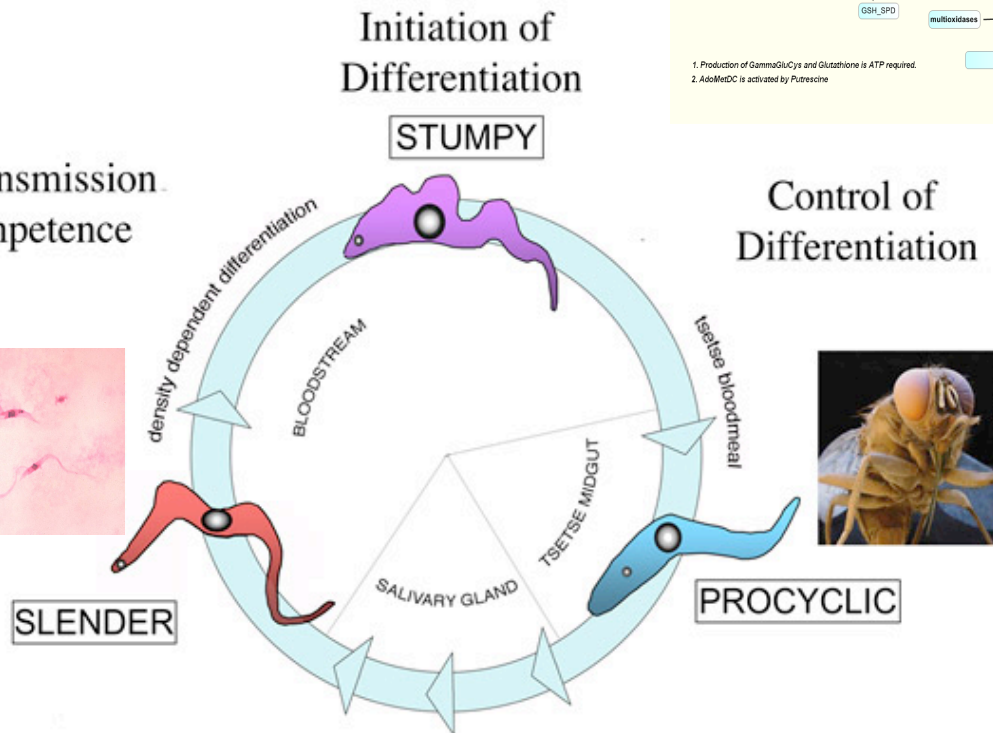 Initiation of
Differentiation
STUMPY
GSH_SPD
multioxidases
1. Production of GammaGluCys and Glutathione is ATP required.
2. AdoMetDC is activated by Putrescine
nsmission
npetence
Control of
Differentiation
density dependent differentiation
BLOODSTREAM
tsetse bloodmeal
TSETSE MIDGUT
SALIVARY GLAND
SLENDER
PROCYCLIC